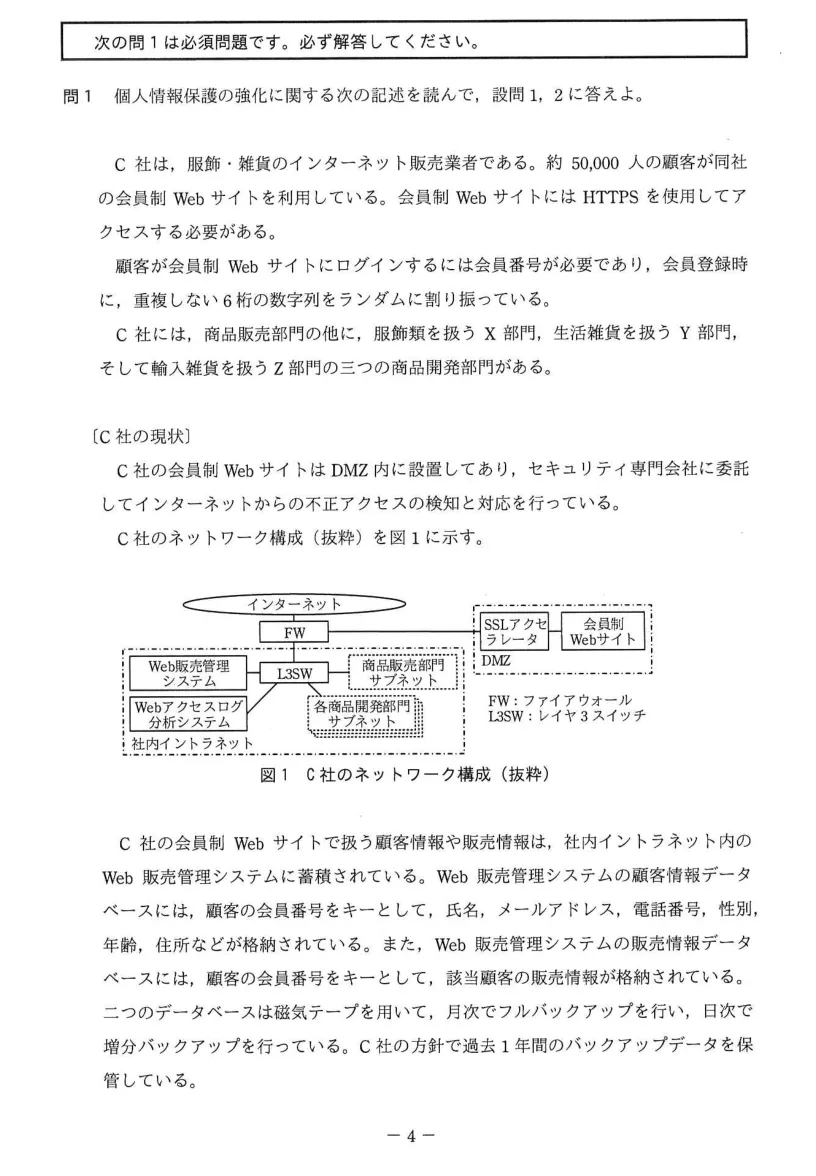 次の問1は必須問題です。必ず解答してください。
問1 個人情報保護の強化に関する次の記述を読んで，設問1，2に答えよ。
C 社は，服飾・雑貨のインターネット販売業者である。約 50,000 人の顧客が同社
の会員制 Web サイトを利用している。会員制 Web サイトには HTTPS を使用してア
クセスする必要がある。
顧客が会員制 Web サイトにログインするには会員番号が必要であり，会員登録時
に，重複しない 6 桁の数字列をランダムに割り振っている。
C 社には，商品販売部門の他に，服飾類を扱う X 部門，生活雑貨を扱う Y 部門，
そして輸入雑貨を扱う Z 部門の三つの商品開発部門がある。
〔C 社の現状〕
C 社の会員制 Web サイトは DMZ 内に設置してあり，セキュリティ専門会社に委託
してインターネットからの不正アクセスの検知と対応を行っている。
C 社のネットワーク構成（抜粋）を図 1 に示す。
インターネット
FW
SSLアクセ
ラレータ
会員制
Webサイト
DMZ
Web販売管理
システム
L3SW
商品販売部門
サブネット
Webアクセスログ
分析システム
各商品開発部門
サブネット
社内イントラネット
FW：ファイアウォール
L3SW：レイヤ 3 スイッチ
図 1 C 社のネットワーク構成（抜粋）
C 社の会員制 Web サイトで扱う顧客情報や販売情報は，社内イントラネット内の
Web 販売管理システムに蓄積されている。Web 販売管理システムの顧客情報データ
ベースには，顧客の会員番号をキーとして，氏名，メールアドレス，電話番号，性別，
年齢，住所などが格納されている。また，Web 販売管理システムの販売情報データ
ベースには，顧客の会員番号をキーとして，該当顧客の販売情報が格納されている。
二つのデータベースは磁気テープを用いて，月次でフルバックアップを行い，日次で
増分バックアップを行っている。C 社の方針で過去 1 年間のバックアップデータを保
管している。
－ 4 －